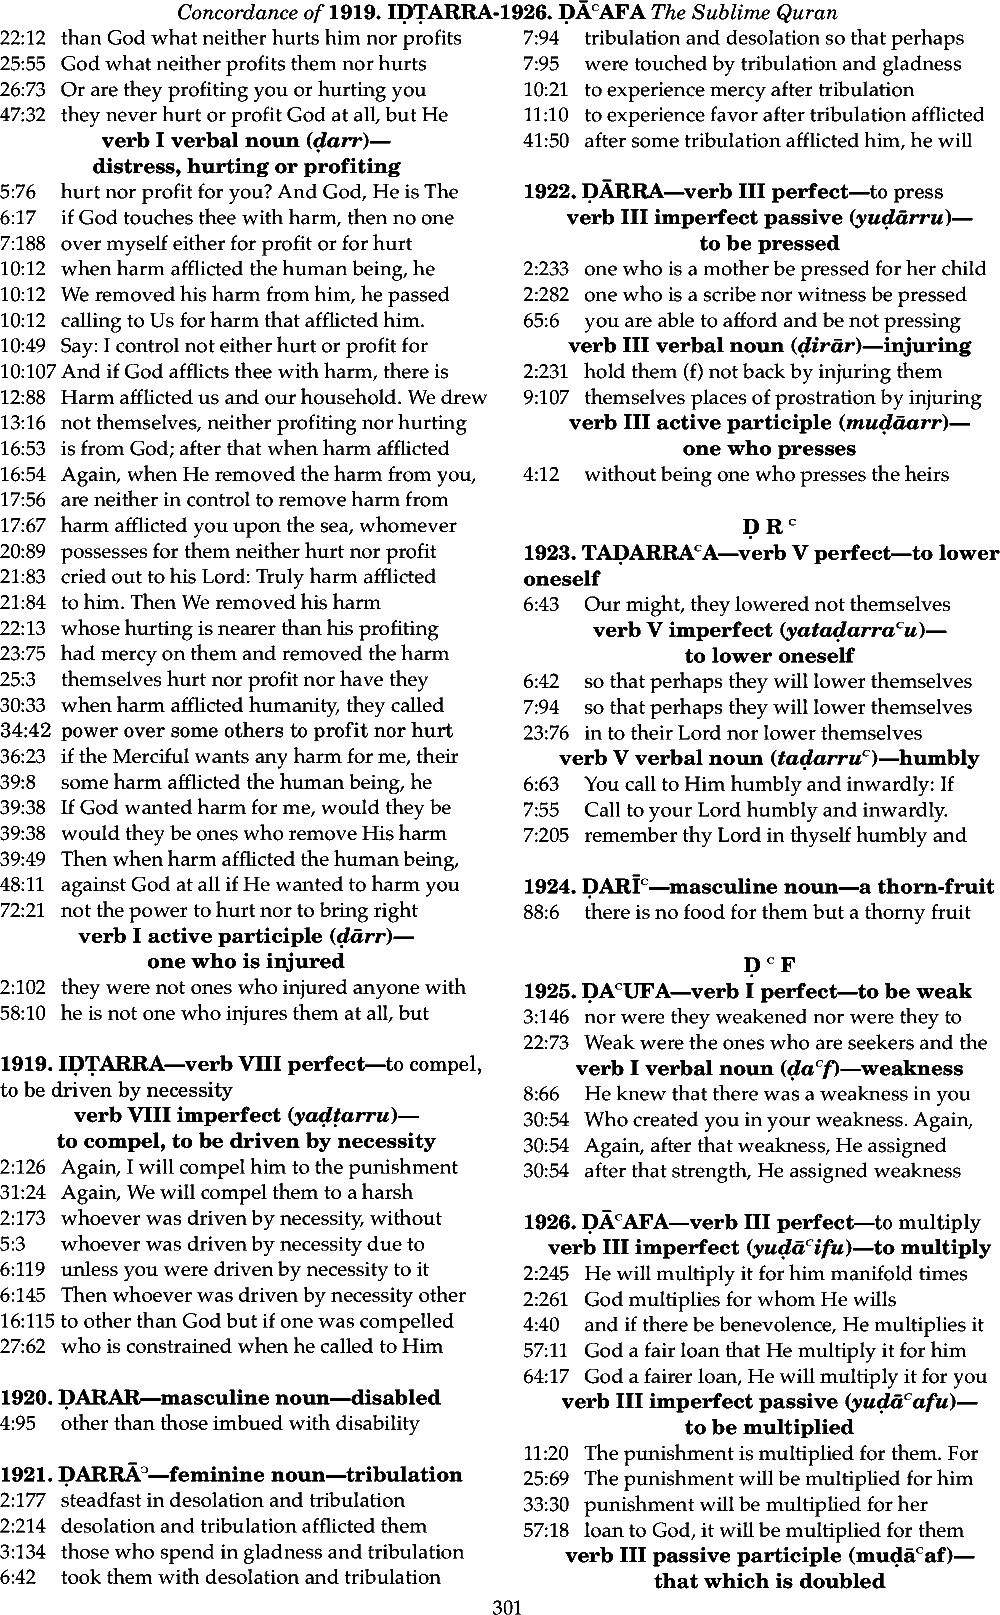 Concordance of 1919. IḌṬARRA-1926. ḌĀᶜAFA The Sublime Quran
22:12 than God what neither hurts him nor profits
25:55 God what neither profits them nor hurts
26:73 Or are they profiting you or hurting you
47:32 they never hurt or profit God at all, but He
verb I verbal noun (ḍarr)—
distress, hurting or profiting
5:76 hurt nor profit for you? And God, He is The
6:17 if God touches thee with harm, then no one
7:188 over myself either for profit or for hurt
10:12 when harm afflicted the human being, he
10:12 We removed his harm from him, he passed
10:12 calling to Us for harm that afflicted him.
10:49 Say: I control not either hurt or profit for
10:107 And if God afflicts thee with harm, there is
12:88 Harm afflicted us and our household. We drew
13:16 not themselves, neither profiting nor hurting
16:53 is from God; after that when harm afflicted
16:54 Again, when He removed the harm from you,
17:56 are neither in control to remove harm from
17:67 harm afflicted you upon the sea, whomever
20:89 possesses for them neither hurt nor profit
21:83 cried out to his Lord: Truly harm afflicted
21:84 to him. Then We removed his harm
22:13 whose hurting is nearer than his profiting
23:75 had mercy on them and removed the harm
25:3 themselves hurt nor profit nor have they
30:33 when harm afflicted humanity, they called
34:42 power over some others to profit nor hurt
36:23 if the Merciful wants any harm for me, their
39:8 some harm afflicted the human being, he
39:38 If God wanted harm for me, would they be
39:38 would they be ones who remove His harm
39:49 Then when harm afflicted the human being,
48:11 against God at all if He wanted to harm you
72:21 not the power to hurt nor to bring right
verb I active participle (ḍārr)—
one who is injured
2:102 they were not ones who injured anyone with
58:10 he is not one who injures them at all, but
1919. IḌṬARRA—verb VIII perfect—to compel,
to be driven by necessity
verb VIII imperfect (yaḍṭarru)—
to compel, to be driven by necessity
2:126 Again, I will compel him to the punishment
31:24 Again, We will compel them to a harsh
2:173 whoever was driven by necessity, without
5:3 whoever was driven by necessity due to
6:119 unless you were driven by necessity to it
6:145 Then whoever was driven by necessity other
16:115 to other than God but if one was compelled
27:62 who is constrained when he called to Him
1920. ḌARAR—masculine noun—disabled
4:95 other than those imbued with disability
1921. ḌARRĀᵓ—feminine noun—tribulation
2:177 steadfast in desolation and tribulation
2:214 desolation and tribulation afflicted them
3:134 those who spend in gladness and tribulation
6:42 took them with desolation and tribulation
7:94 tribulation and desolation so that perhaps
7:95 were touched by tribulation and gladness
10:21 to experience mercy after tribulation
11:10 to experience favor after tribulation afflicted
41:50 after some tribulation afflicted him, he will
1922. ḌĀRRA—verb III perfect—to press
verb III imperfect passive (yuḍārru)—
to be pressed
2:233 one who is a mother be pressed for her child
2:282 one who is a scribe nor witness be pressed
65:6 you are able to afford and be not pressing
verb III verbal noun (ḍirār)—injuring
2:231 hold them (f) not back by injuring them
9:107 themselves places of prostration by injuring
verb III active participle (muḍāarr)—
one who presses
4:12 without being one who presses the heirs
Ḍ R ᶜ
1923. TAḌARRAᶜA—verb V perfect—to lower
oneself
6:43 Our might, they lowered not themselves
verb V imperfect (yataḍarraᶜu)—
to lower oneself
6:42 so that perhaps they will lower themselves
7:94 so that perhaps they will lower themselves
23:76 in to their Lord nor lower themselves
verb V verbal noun (taḍarruᶜ)—humbly
6:63 You call to Him humbly and inwardly: If
7:55 Call to your Lord humbly and inwardly.
7:205 remember thy Lord in thyself humbly and
1924. ḌARĪᶜ—masculine noun—a thorn-fruit
88:6 there is no food for them but a thorny fruit
Ḍ ᶜ F
1925. ḌAᶜUFA—verb I perfect—to be weak
3:146 nor were they weakened nor were they to
22:73 Weak were the ones who are seekers and the
verb I verbal noun (ḍaᶜf)—weakness
8:66 He knew that there was a weakness in you
30:54 Who created you in your weakness. Again,
30:54 Again, after that weakness, He assigned
30:54 after that strength, He assigned weakness
1926. ḌĀᶜAFA—verb III perfect—to multiply
verb III imperfect (yuḍāᶜifu)—to multiply
2:245 He will multiply it for him manifold times
2:261 God multiplies for whom He wills
4:40 and if there be benevolence, He multiplies it
57:11 God a fair loan that He multiply it for him
64:17 God a fairer loan, He will multiply it for you
verb III imperfect passive (yuḍāᶜafu)—
to be multiplied
11:20 The punishment is multiplied for them. For
25:69 The punishment will be multiplied for him
33:30 punishment will be multiplied for her
57:18 loan to God, it will be multiplied for them
verb III passive participle (muḍāᶜaf)—
that which is doubled
301